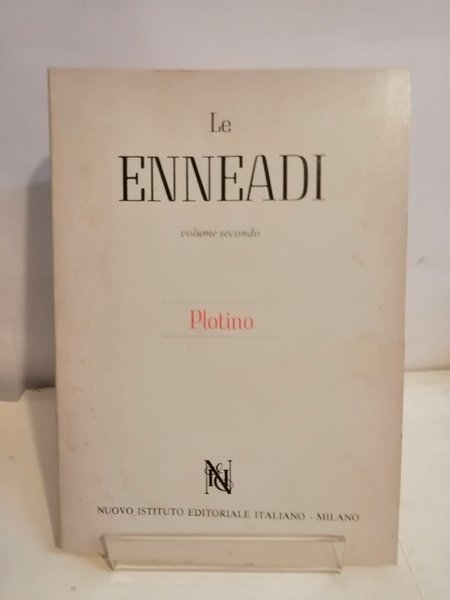 Le
ENNEADI
volume secondo
Plotino
NUOVO ISTITUTO EDITORIALE ITALIANO - MILANO